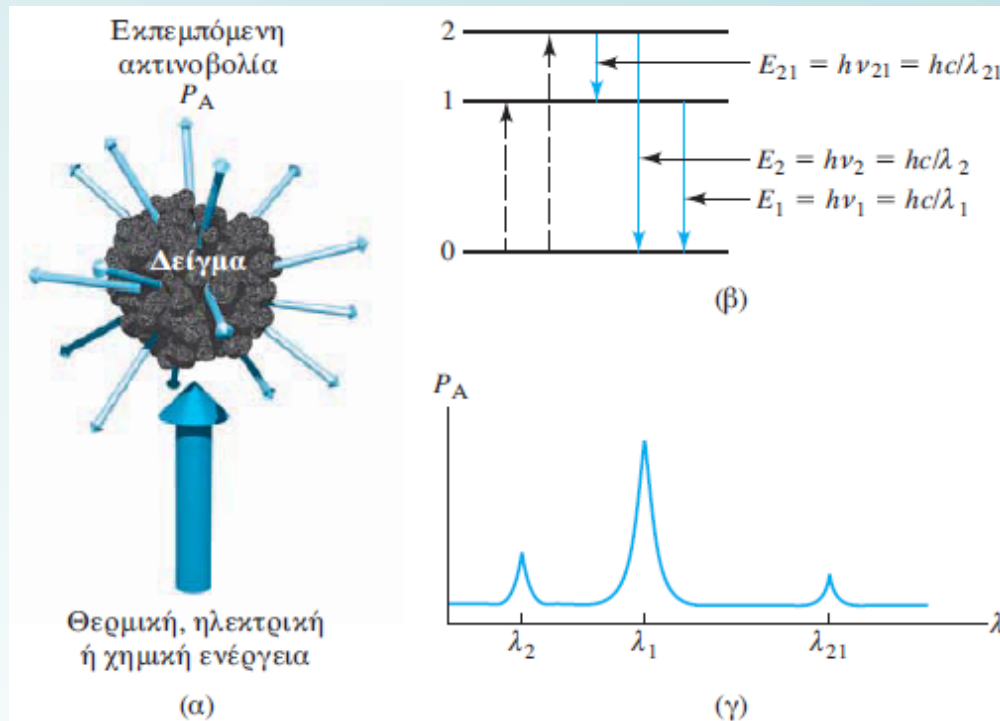 Εκπεμπόμενη
ακτινοβολία
P_A
Δείγμα
Θερμική, ηλεκτρική
ή χημική ενέργεια
(α)
2
1
0
E_21 = hν_21 = hc/λ_21
E_2 = hν_2 = hc/λ_2
E_1 = hν_1 = hc/λ_1
(β)
P_A
λ_2 λ_1 λ_21 λ
(γ)